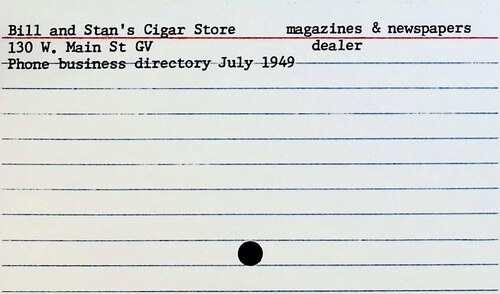 Bill and Stan's Cigar Store magazines & newspapers
130 W. Main St GV dealer
Phone business directory July 1949